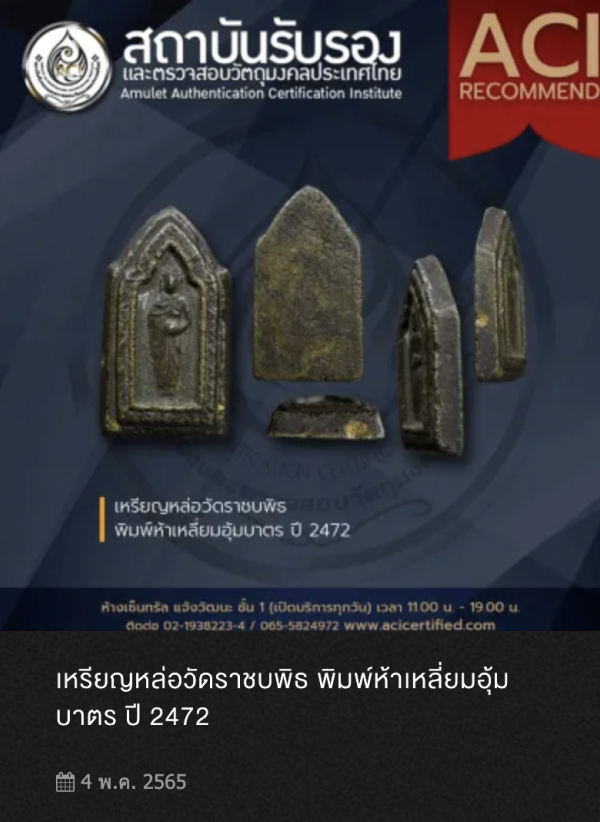 สถาบันรับรอง
และตรวจสอบวัตถุมงคลประเทศไทย
Amulet Authentication Certification Institute
ACI
RECOMMEND
เหรียญหล่อวัดราชบพิธ
พิมพ์ห้าเหลี่ยมอุ้มบาตร ปี 2472
ห้างเซ็นทรัล แจ้งวัฒนะ ชั้น 1 (เปิดบริการทุกวัน) เวลา 11.00 น. - 19.00 น.
ติดต่อ 02-1938223-4 / 065-5824972 www.acicertified.com
เหรียญหล่อวัดราชบพิธ พิมพ์ห้าเหลี่ยมอุ้ม
บาตร ปี 2472
4 พ.ค. 2565